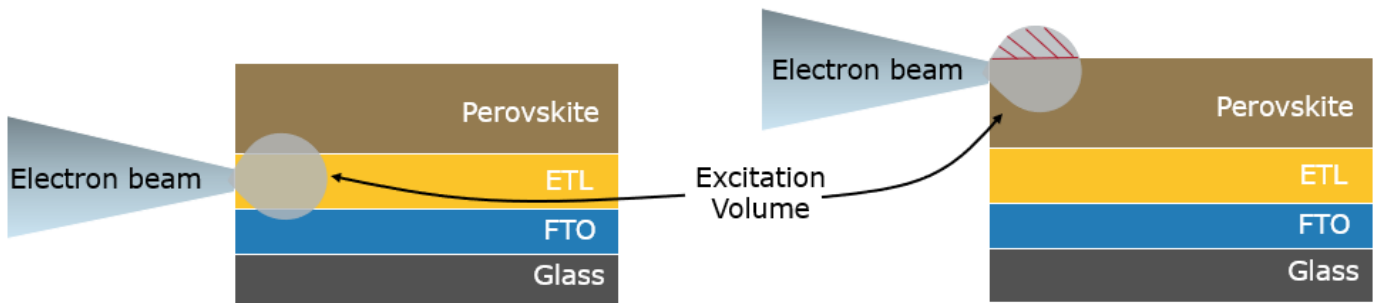 Electron beam
Perovskite
ETL
FTO
Glass
Excitation
Volume
Electron beam
Perovskite
ETL
FTO
Glass